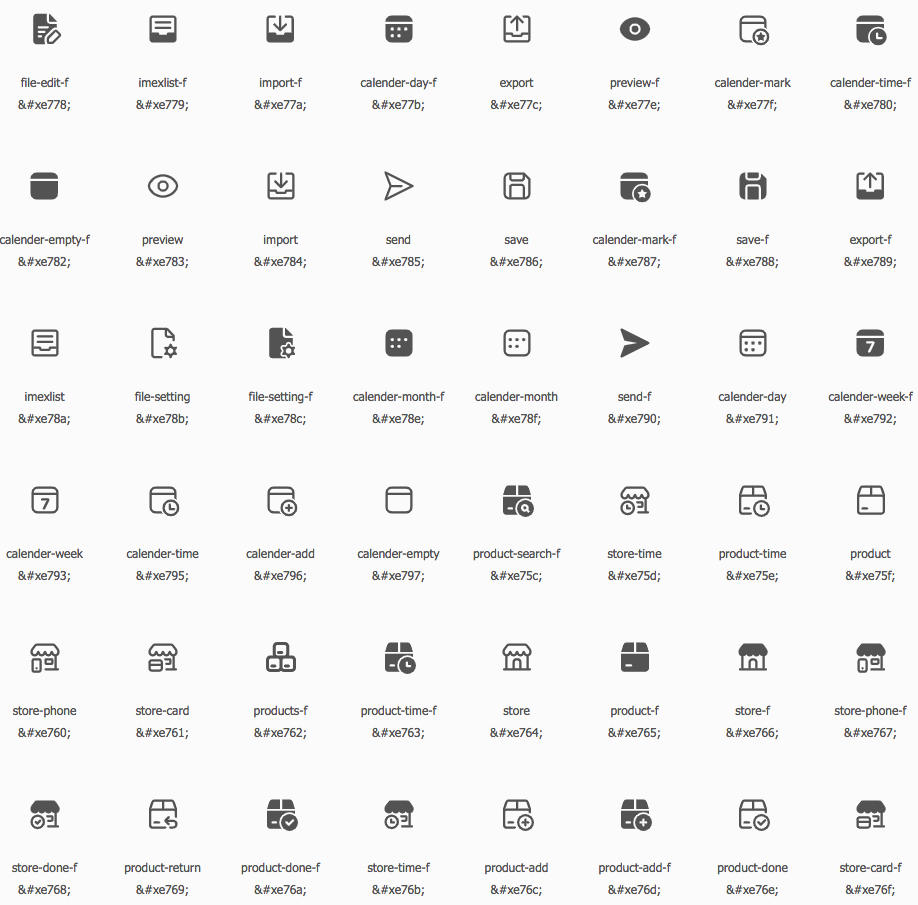 file-edit-f imexlist-f import-f calender-day-f export preview-f calender-mark calender-time-f
&#xe778; &#xe779; &#xe77a; &#xe77b; &#xe77c; &#xe77e; &#xe77f; &#xe780;
calender-empty-f preview import send save calender-mark-f save-f export-f
&#xe782; &#xe783; &#xe784; &#xe785; &#xe786; &#xe787; &#xe788; &#xe789;
7
imexlist file-setting file-setting-f calender-month-f calender-month send-f calender-day calender-week-f
&#xe78a; &#xe78b; &#xe78c; &#xe78e; &#xe78f; &#xe790; &#xe791; &#xe792;
7
calender-week calender-time calender-add calender-empty product-search-f store-time product-time product
&#xe793; &#xe795; &#xe796; &#xe797; &#xe75c; &#xe75d; &#xe75e; &#xe75f;
store-phone store-card products-f product-time-f store product-f store-f store-phone-f
&#xe760; &#xe761; &#xe762; &#xe763; &#xe764; &#xe765; &#xe766; &#xe767;
store-done-f product-return product-done-f store-time-f product-add product-add-f product-done store-card-f
&#xe768; &#xe769; &#xe76a; &#xe76b; &#xe76c; &#xe76d; &#xe76e; &#xe76f;